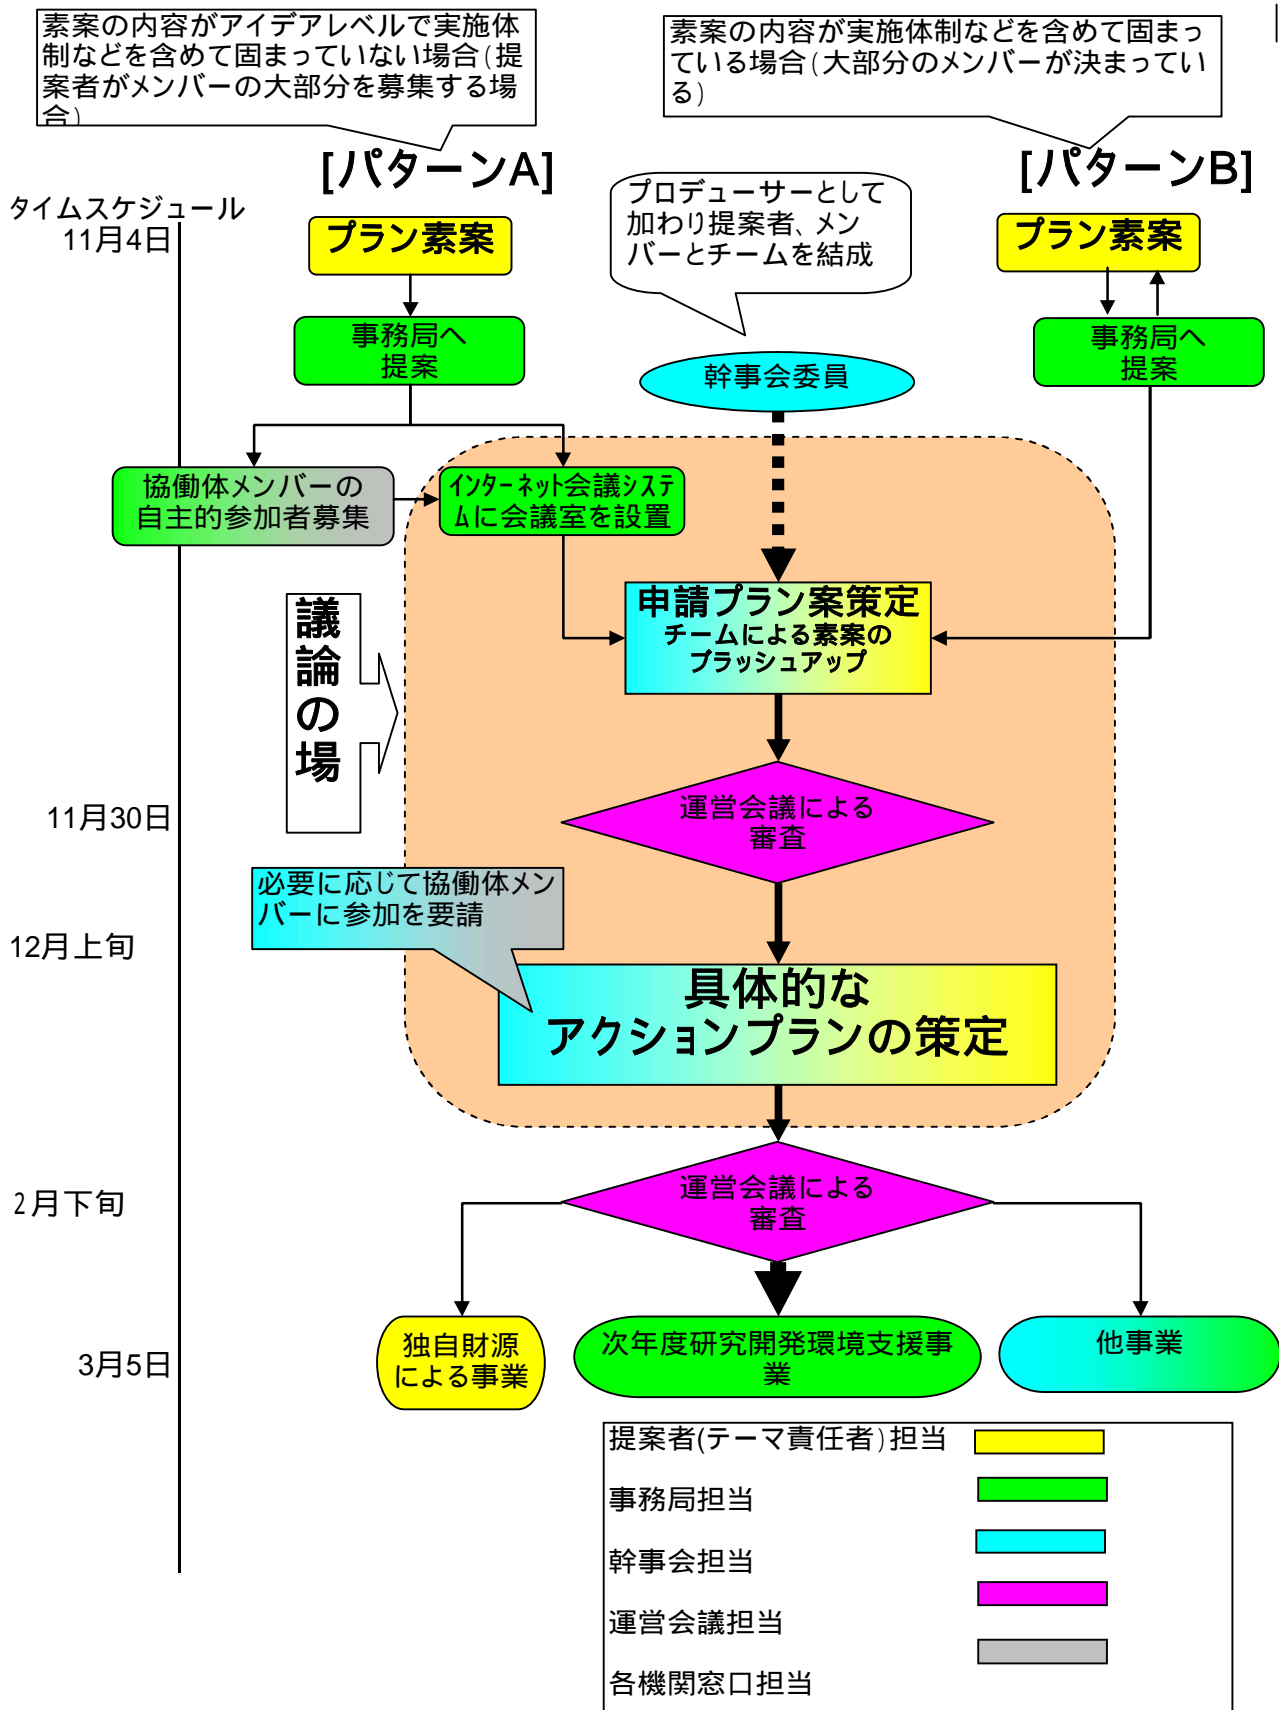 素案の内容がアイデアレベルで実施体
制などを含めて固まっていない場合(提
案者がメンバーの大部分を募集する場
合)
素案の内容が実施体制などを含めて固まっ
ている場合(大部分のメンバーが決まってい
る)
[パターンA]
[パターンB]
タイムスケジュール
11月4日
プラン素案
プロデューサーとして
加わり提案者、メン
バーとチームを結成
プラン素案
事務局へ
提案
事務局へ
提案
幹事会委員
協働体メンバーの
自主的参加者募集
インターネット会議システ
ムに会議室を設置
申請プラン案策定
チームによる素案の
ブラッシュアップ
議論の場
11月30日
運営会議による
審査
必要に応じて協働体メン
バーに参加を要請
12月上旬
具体的な
アクションプランの策定
2月下旬
運営会議による
審査
3月5日
独自財源
による事業
次年度研究開発環境支援事
業
他事業
提案者(テーマ責任者)担当
事務局担当
幹事会担当
運営会議担当
各機関窓口担当